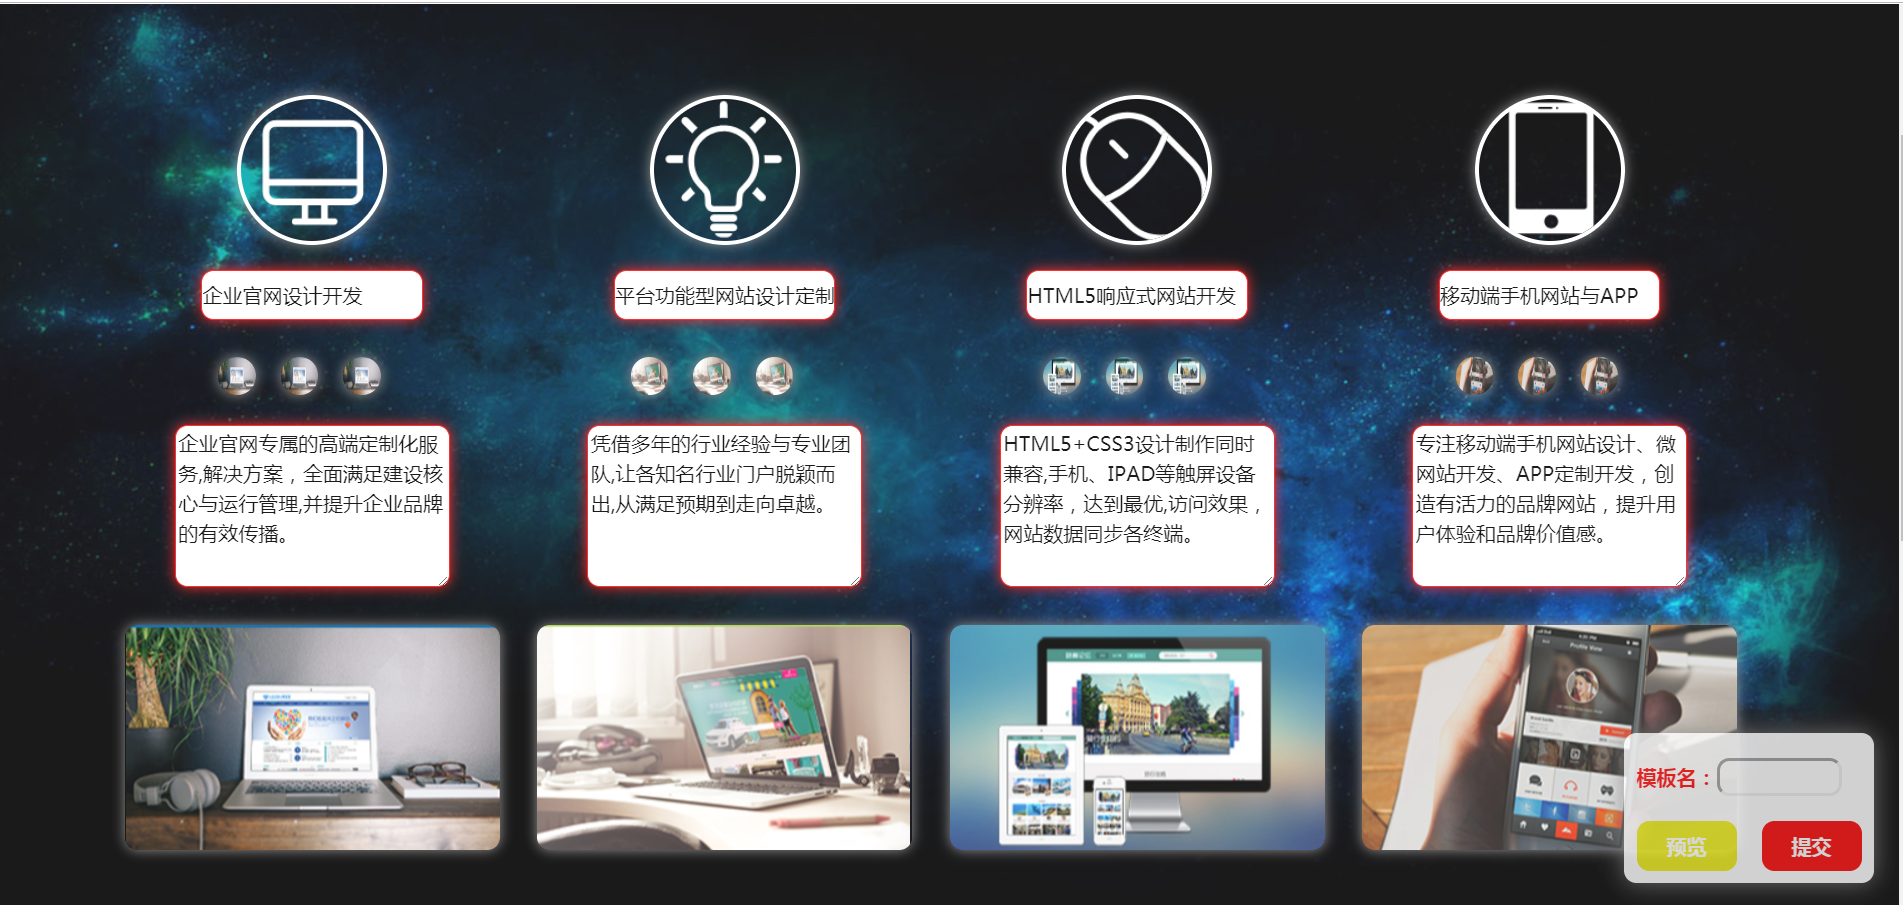 企业官网设计开发
平台功能型网站设计定制
HTML5响应式网站开发
移动端手机网站与APP
企业官网专属的高端定制化服
务,解决方案，全面满足建设核
心与运行管理,并提升企业品牌
的有效传播。
凭借多年的行业经验与专业团
队,让各知名行业门户脱颖而
出,从满足预期到走向卓越。
HTML5+CSS3设计制作同时
兼容,手机、IPAD等触屏设备
分辨率，达到最优,访问效果，
网站数据同步各终端。
专注移动端手机网站设计、微
网站开发、APP定制开发，创
造有活力的品牌网站，提升用
户体验和品牌价值感。
Profile View
模板名：
预览
提交